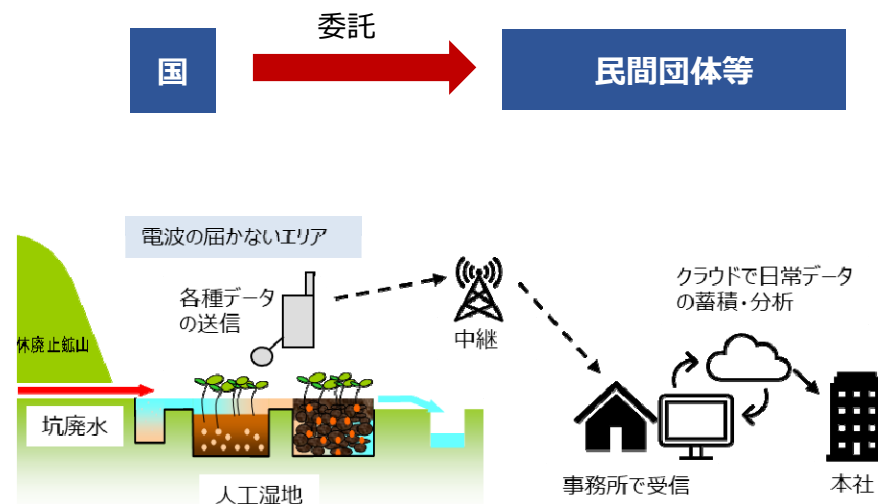 委託
国
民間団体等
電波の届かないエリア
各種データ
の送信
クラウドで日常データ
の蓄積・分析
中継
休廃止鉱山
坑廃水
人工湿地
事務所で受信
本社